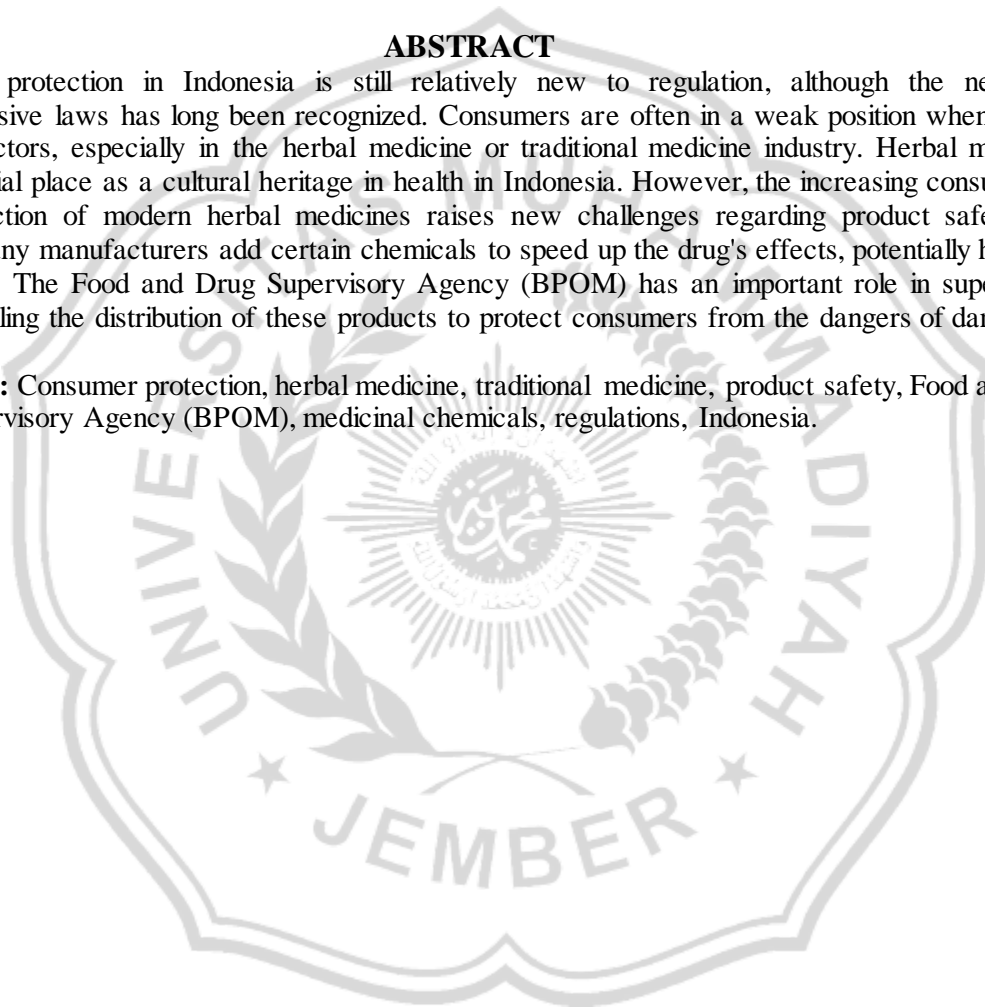 ABSTRACT
protection in Indonesia is still relatively new to regulation, although the ne
sive laws has long been recognized. Consumers are often in a weak position when
ctors, especially in the herbal medicine or traditional medicine industry. Herbal m
ial place as a cultural heritage in health in Indonesia. However, the increasing consu
ction of modern herbal medicines raises new challenges regarding product safe
ny manufacturers add certain chemicals to speed up the drug's effects, potentially h
The Food and Drug Supervisory Agency (BPOM) has an important role in supe
ling the distribution of these products to protect consumers from the dangers of dan
: Consumer protection, herbal medicine, traditional medicine, product safety, Food a
rvisory Agency (BPOM), medicinal chemicals, regulations, Indonesia.
UNIVERSITAS MUHAMMADIYAH
JEMBER